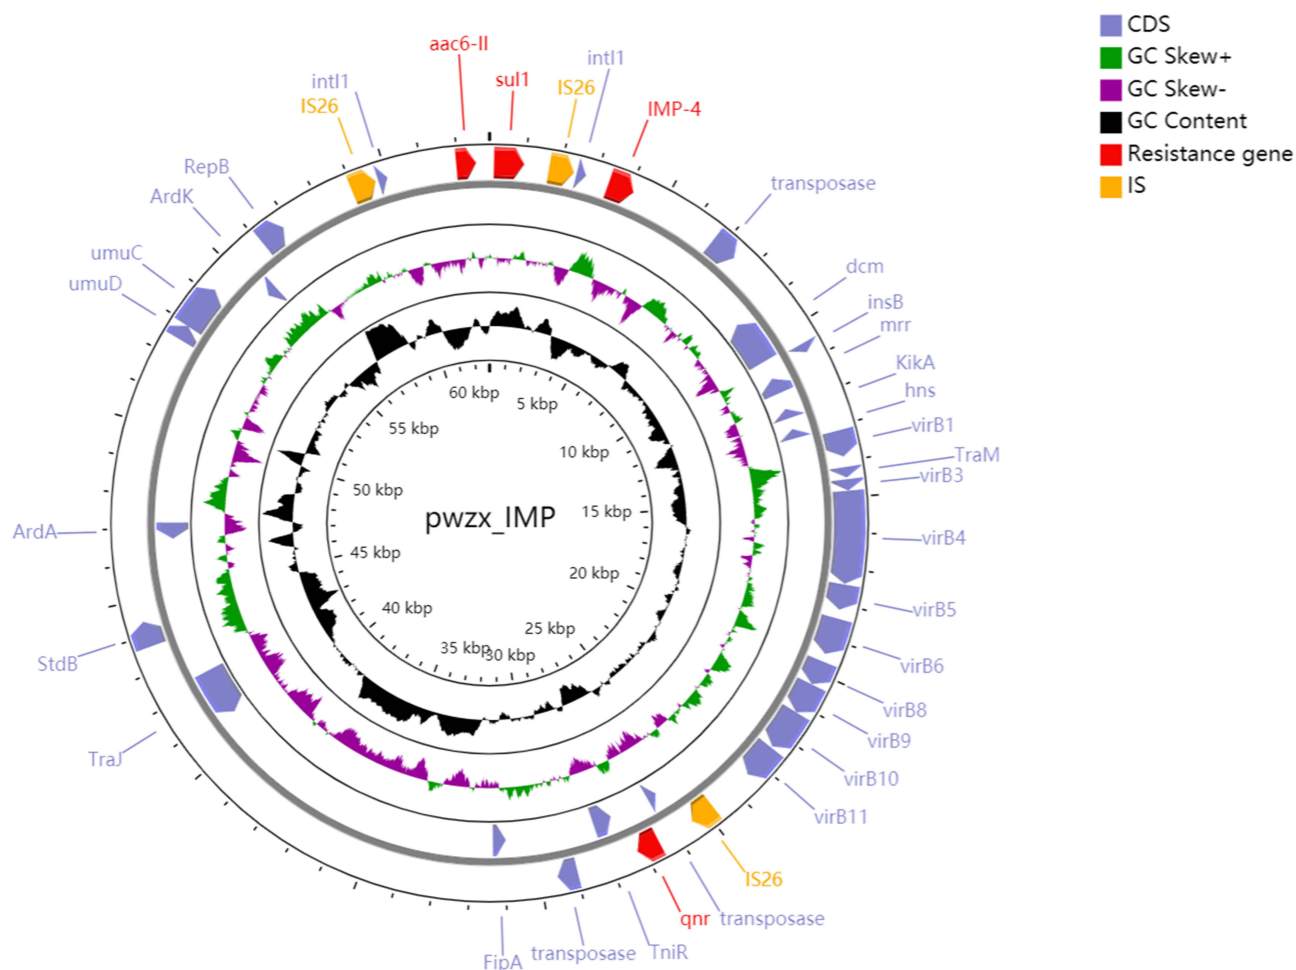 CDS
GC Skew+
GC Skew-
GC Content
Resistance gene
IS
aac6-II
sul1
IS26
intI1
IMP-4
transposase
dcm
insB
mrr
KikA
hns
virB1
TraM
virB3
virB4
virB5
virB6
virB8
virB9
virB10
virB11
IS26
transposase
qnr
TniR
transposase
FipA
TraJ
StdB
ArdA
umuD
umuC
ArdK
RepB
IS26
intI1
60 kbp
5 kbp
10 kbp
15 kbp
20 kbp
25 kbp
30 kbp
35 kbp
40 kbp
45 kbp
50 kbp
55 kbp
pwzx_IMP